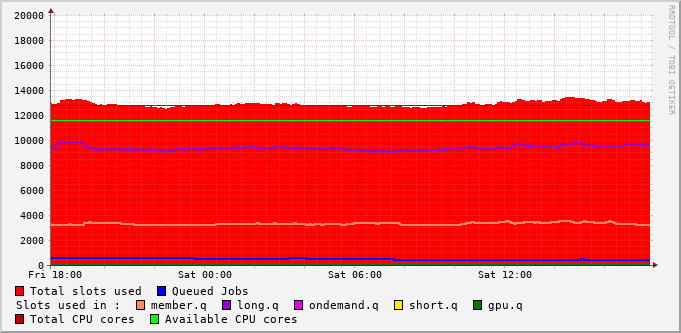 RRDTOOL / TOBI OETIKER
20000
18000
16000
14000
12000
10000
8000
6000
4000
2000
0
Fri 18:00 Sat 00:00 Sat 06:00 Sat 12:00
Total slots used Queued Jobs
Slots used in : member.q long.q ondemand.q short.q gpu.q
Total CPU cores Available CPU cores